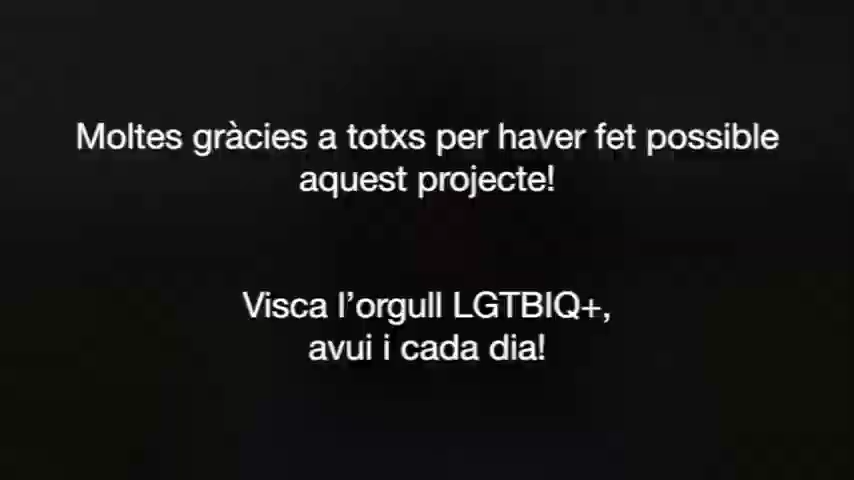 Moltes gràcies a totxs per haver fet possible
aquest projecte!
Visca l’orgull LGTBIQ+,
avui i cada dia!